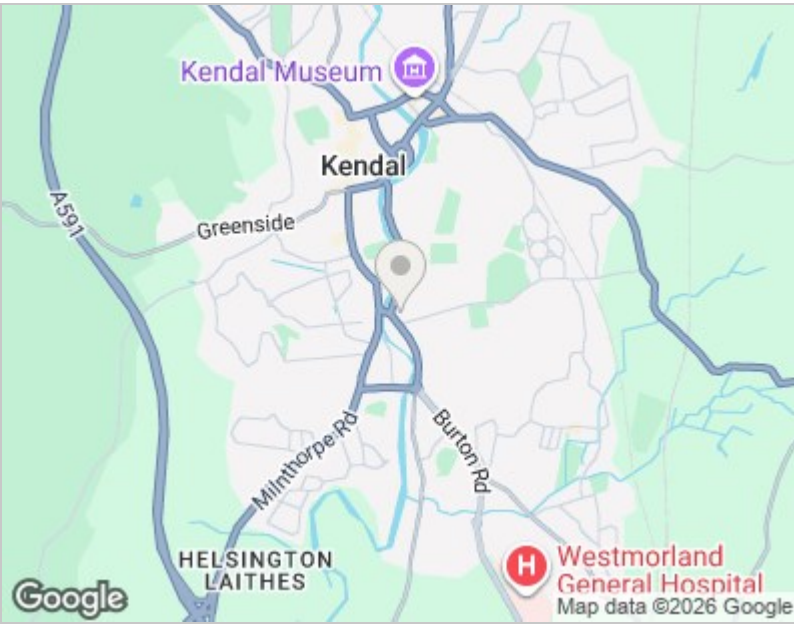 Kendal Museum
Kendal
A591
Greenside
Milnthorpe Rd
Burton Rd
HELSINGTON
LAITHES
H
Westmorland
General Hospital
Google
Map data ©2026 Google